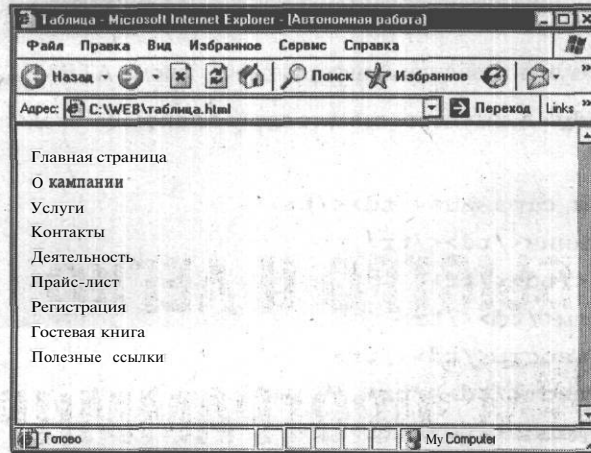 Таблица - Microsolt Internet Explorer - [Автономная работа]
Файл Правка Вид Избранное Сервис Справка
Назад Поиск Избранное »
Адрес: C:\WEB\таблица.html Переход Links »
Главная страница
О кампании
Услуги
Контакты
Деятельность
Прайс-лист
Регистрация
Гостевая книга
Полезные ссылки
Готово My Computer